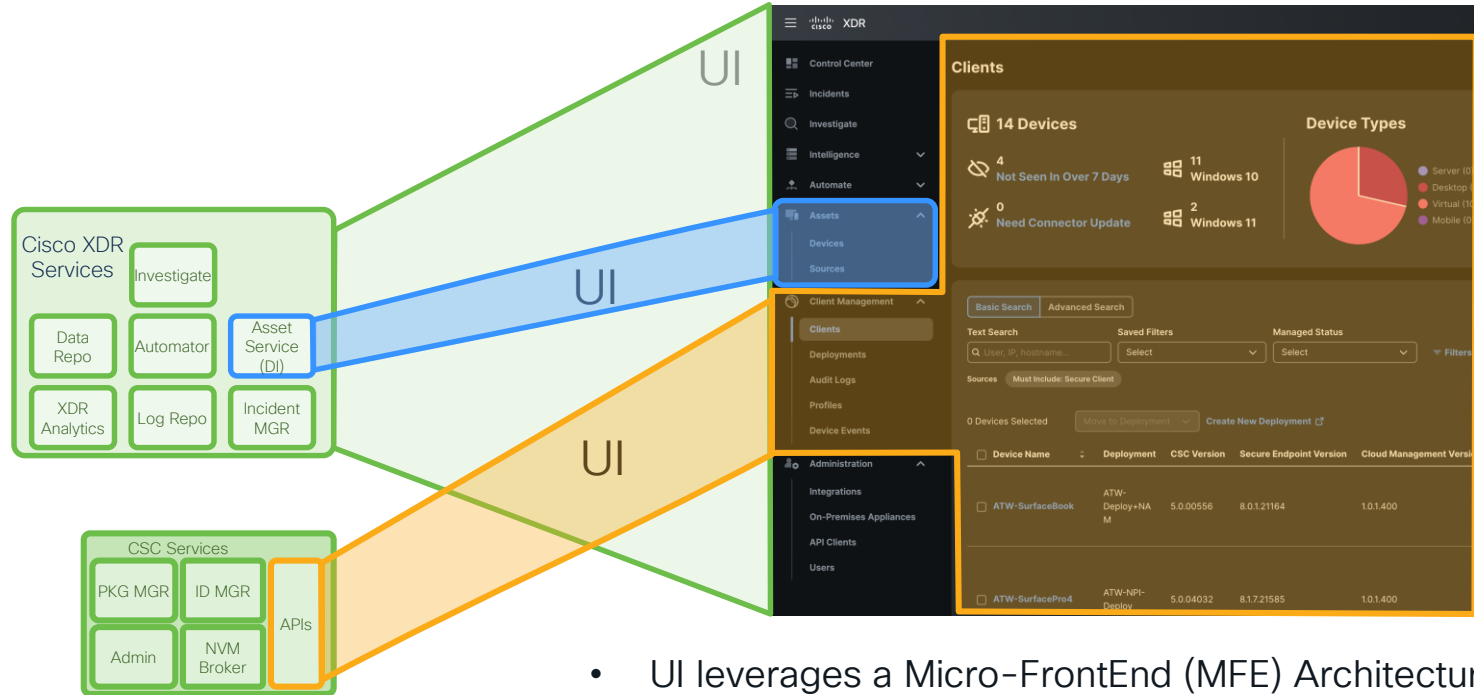 UI
UI
UI
Cisco XDR
Services
Investigate
Data
Repo
Automator
Asset
Service
(DI)
XDR
Analytics
Log Repo
Incident
MGR
CSC Services
PKG MGR
ID MGR
APIs
Admin
NVM
Broker
cisco XDR
Control Center
Incidents
Investigate
Intelligence
Automate
Assets
Devices
Sources
Client Management
Clients
Deployments
Audit Logs
Profiles
Device Events
Administration
Integrations
On-Premises Appliances
API Clients
Users
Clients
14 Devices
4
Not Seen In Over 7 Days
11
Windows 10
0
Need Connector Update
2
Windows 11
Device Types
Server (0
Desktop (
Virtual (10
Mobile (0
Basic Search Advanced Search
Text Search Saved Filters Managed Status
User, IP, hostname... Select Select Filters
Sources Must Include: Secure Client
0 Devices Selected Move to Deployment Create New Deployment
Device Name Deployment CSC Version Secure Endpoint Version Cloud Management Versi
ATW-SurfaceBook ATW-Deploy+NAM 5.0.00556 8.0.1.21164 1.0.1.400
ATW-SurfacePro4 ATW-NPI-Deploy 5.0.04032 8.1.7.21585 1.0.1.400
• UI leverages a Micro-FrontEnd (MFE) Architectur